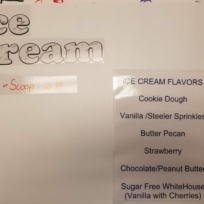 ce
ream
Scoop
ICE CREAM FLAVORS
Cookie Dough
Vanilla /Steeler Sprinkles
Butter Pecan
Strawberry
Chocolate/Peanut Butter
Sugar Free WhiteHouse
(Vanilla with Cherries)